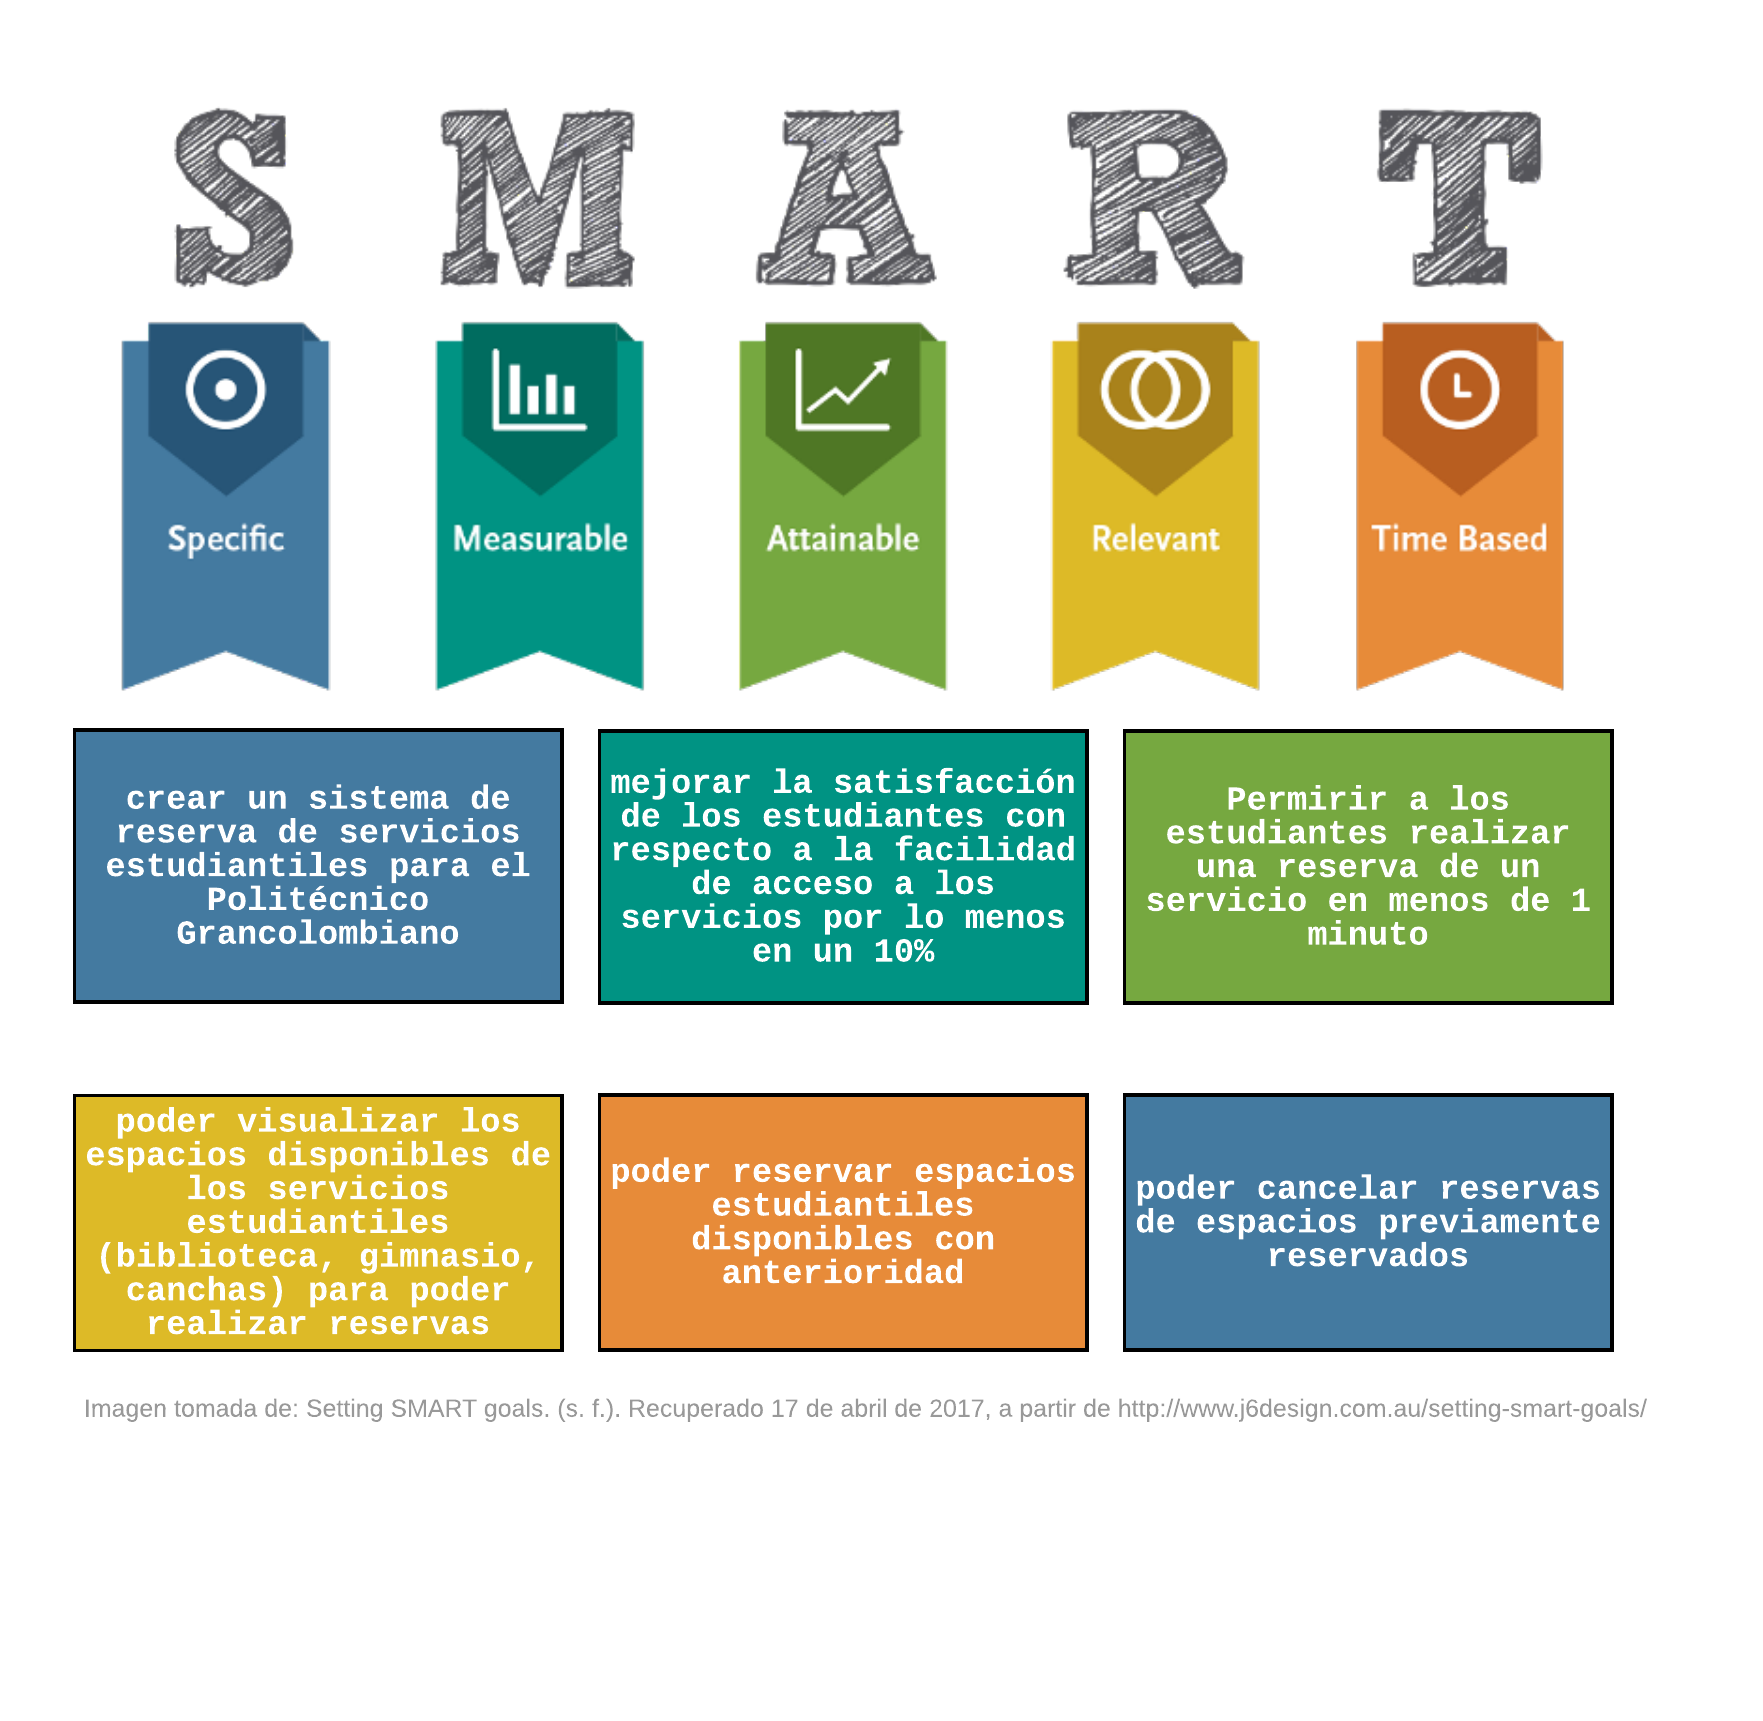 S M A R T
Specific
Measurable
Attainable
Relevant
Time Based
crear un sistema de
reserva de servicios
estudiantiles para el
Politécnico
Grancolombiano
mejorar la satisfacción
de los estudiantes con
respecto a la facilidad
de acceso a los
servicios por lo menos
en un 10%
Permirir a los
estudiantes realizar
una reserva de un
servicio en menos de 1
minuto
poder visualizar los
espacios disponibles de
los servicios
estudiantiles
(biblioteca, gimnasio,
canchas) para poder
realizar reservas
poder reservar espacios
estudiantiles
disponibles con
anterioridad
poder cancelar reservas
de espacios previamente
reservados
Imagen tomada de: Setting SMART goals. (s. f.). Recuperado 17 de abril de 2017, a partir de http://www.j6design.com.au/setting-smart-goals/